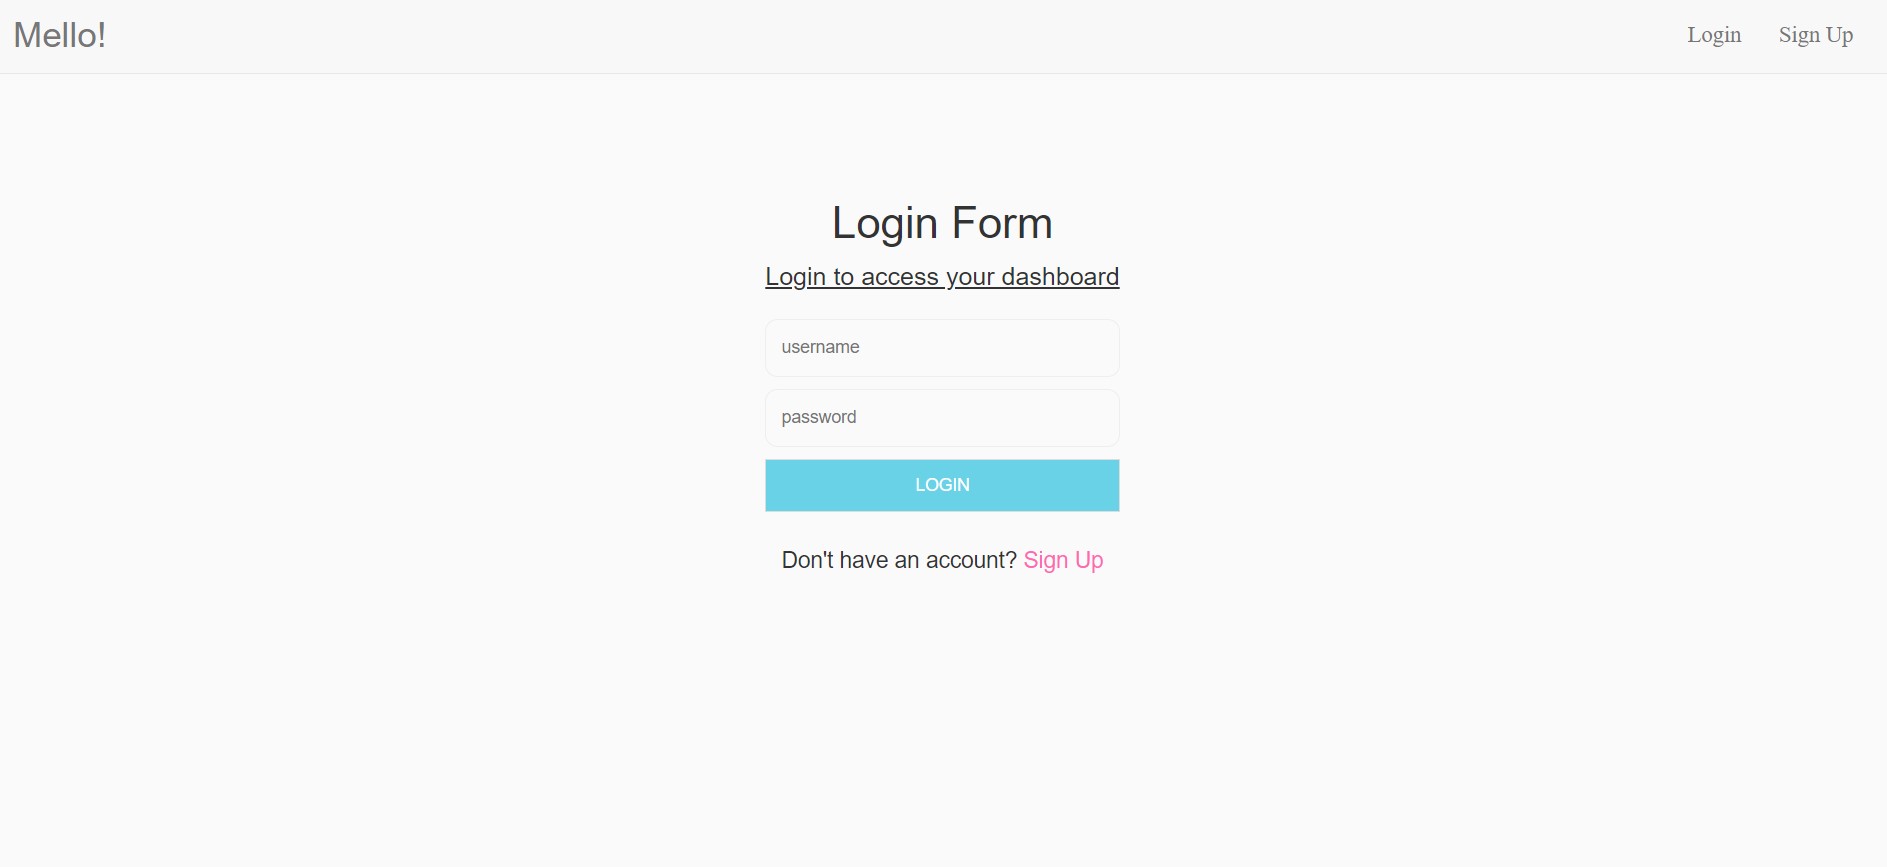 Mello!
Login
Sign Up
Login Form
Login to access your dashboard
username
password
LOGIN
Don't have an account? Sign Up